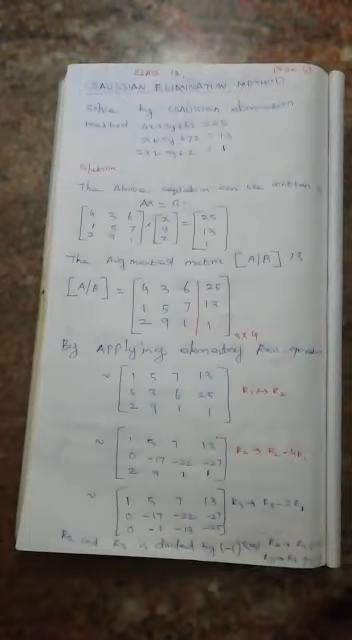 CLASS 12
GAUSSIAN ELIMINATION METHOD
Solve by GAUSSIAN elimination
method 4x+3y+6z = 25
x+5y+7z = 13
2x+9y+z = 1
Solution
The Above equation can be written
AX = B
[4 3 6 [x [25
1 5 7 y = 13
2 9 1] z] 1]
The Augmented matrix [A/B] is
[A/B] = [4 3 6 25
1 5 7 13
2 9 1 1] 3x4
By Applying elementary Row
~ [1 5 7 13
3 6 25 R1 ↔ R2
2 9 1 1]
~ [1 5 7 13
0 -17 -22 -27 R2 → R2 - 4R1
2 9 1 1]
~ [1 5 7 13 R3 → R3 - 2R1
0 -17 -22 -27
0 -1 -13 -25]
R2 and R3 is divided by (-1)